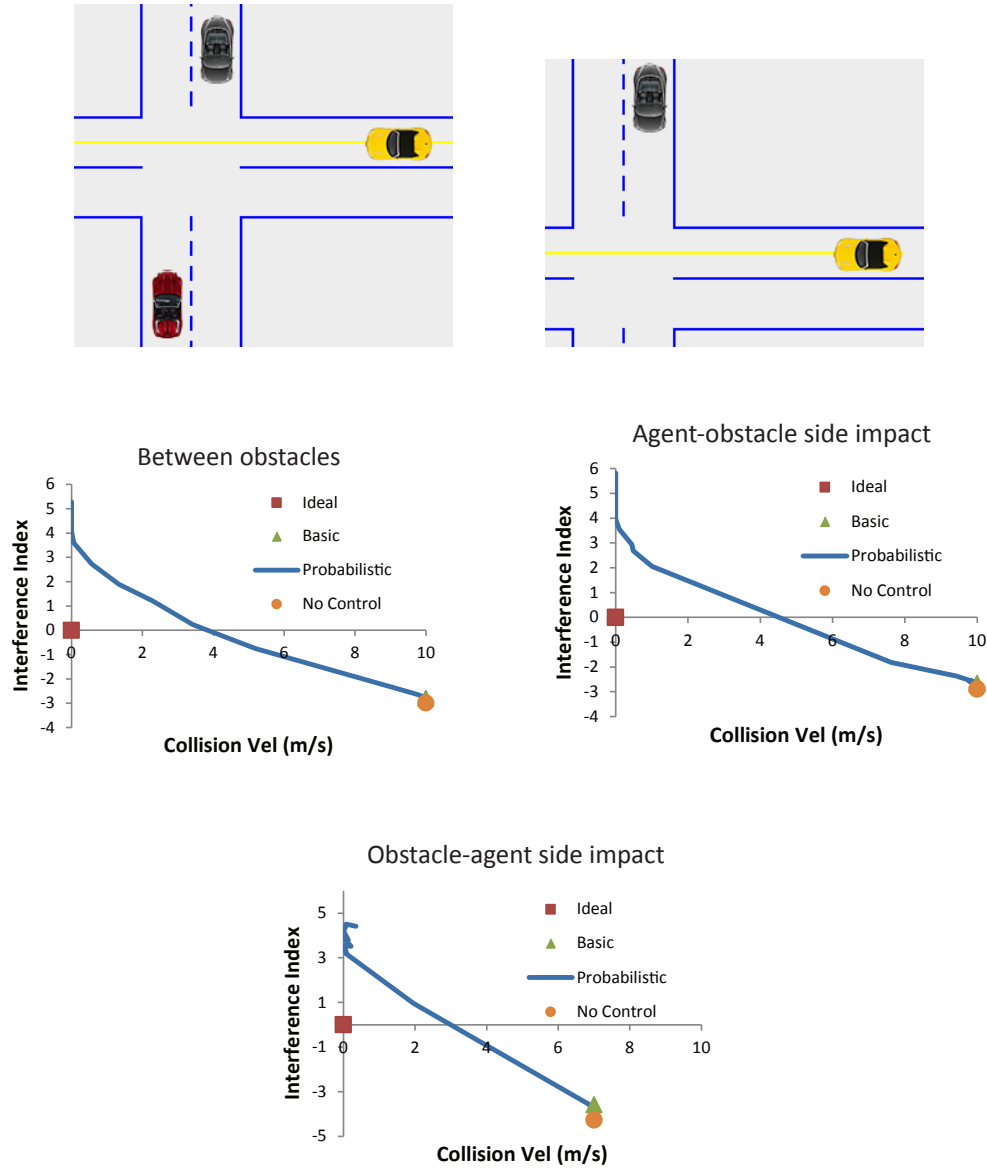 Between obstacles
Interference Index
6
5
4
3
2
1
0
-1
-2
-3
-4
0
2
4
6
8
10
Ideal
Basic
Probabilistic
No Control
Collision Vel (m/s)
Agent-obstacle side impact
Interference Index
6
5
4
3
2
1
0
-1
-2
-3
-4
0
2
4
6
8
10
Ideal
Basic
Probabilistic
No Control
Collision Vel (m/s)
Obstacle-agent side impact
Interference Index
5
3
1
-1
-3
-5
0
2
4
6
8
10
Ideal
Basic
Probabilistic
No Control
Collision Vel (m/s)